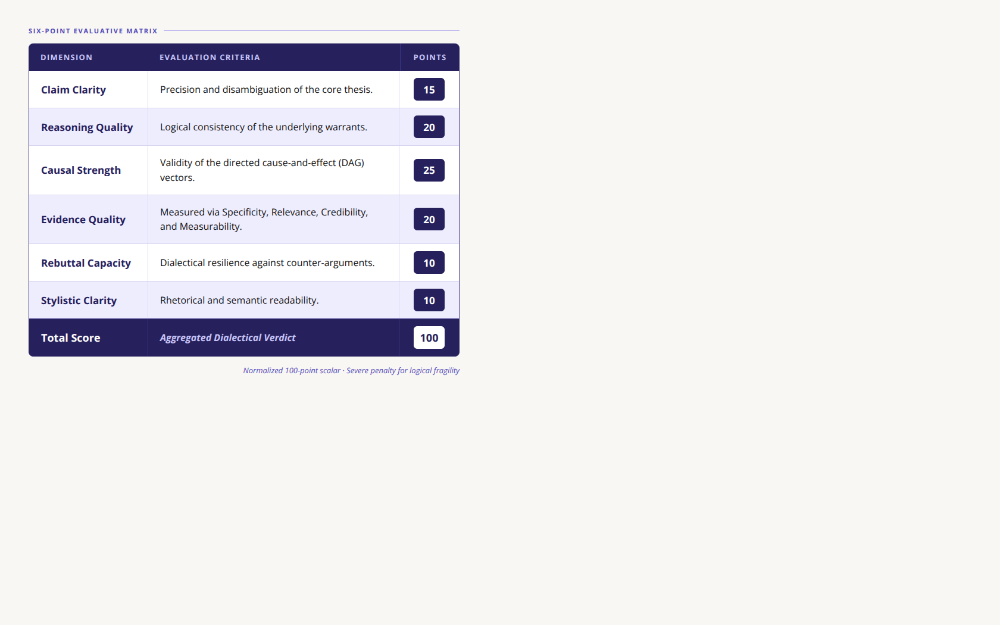 SIX-POINT EVALUATIVE MATRIX
DIMENSION EVALUATION CRITERIA POINTS
Claim Clarity Precision and disambiguation of the core thesis. 15
Reasoning Quality Logical consistency of the underlying warrants. 20
Causal Strength Validity of the directed cause-and-effect (DAG)
vectors. 25
Evidence Quality Measured via Specificity, Relevance, Credibility,
and Measurability. 20
Rebuttal Capacity Dialectical resilience against counter-arguments. 10
Stylistic Clarity Rhetorical and semantic readability. 10
Total Score Aggregated Dialectical Verdict 100
Normalized 100-point scalar · Severe penalty for logical fragility